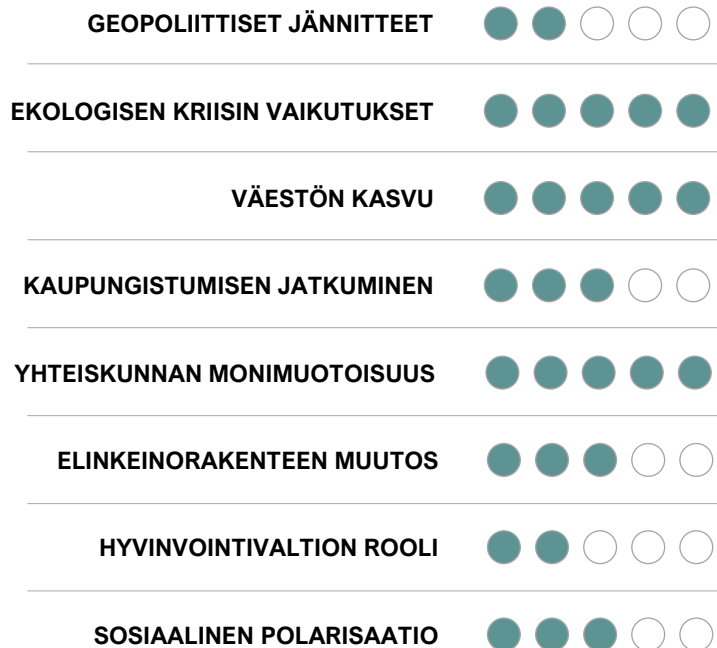 GEOPOLIITTISET JÄNNITTEET
EKOLOGISEN KRIISIN VAIKUTUKSET
VÄESTÖN KASVU
KAUPUNGISTUMISEN JATKUMINEN
YHTEISKUNNAN MONIMUOTOISUUS
ELINKEINORAKENTEEN MUUTOS
HYVINVOINTIVALTION ROOLI
SOSIAALINEN POLARISAATIO